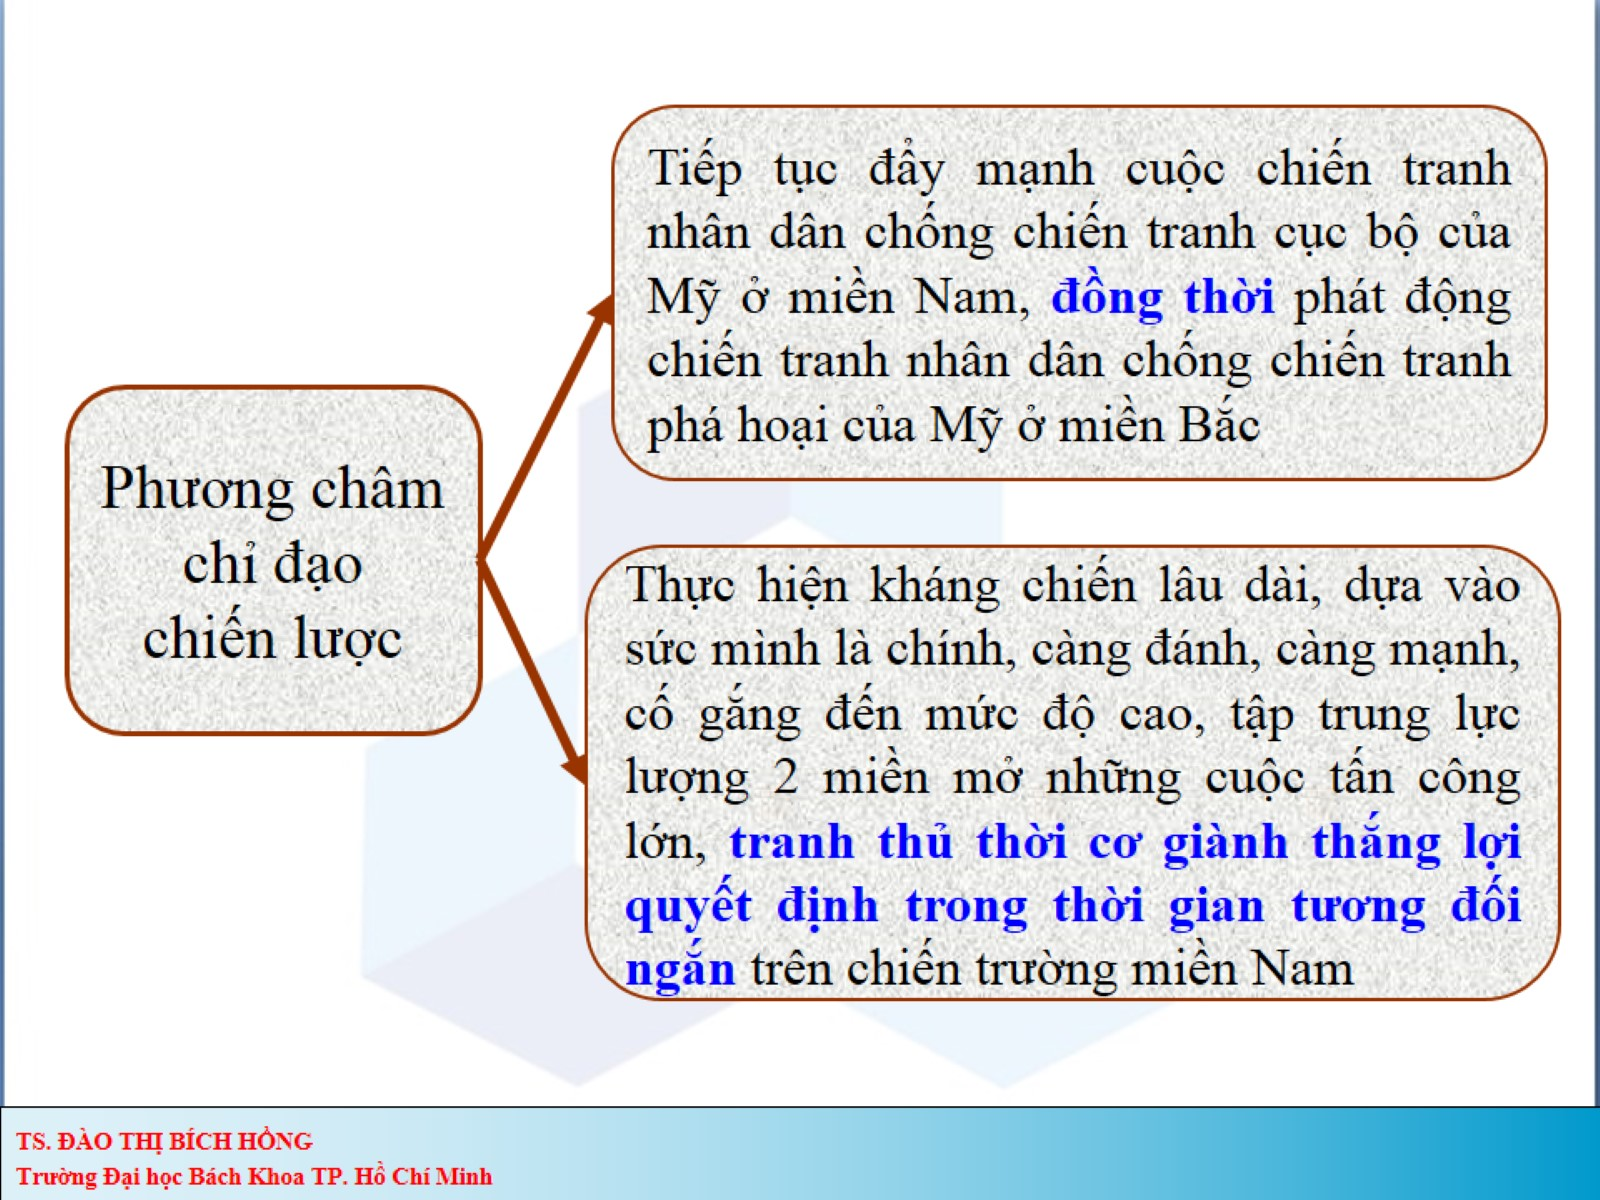 Phương châm
chỉ đạo
chiến lược
Tiếp tục đẩy mạnh cuộc chiến tranh
nhân dân chống chiến tranh cục bộ của
Mỹ ở miền Nam, đồng thời phát động
chiến tranh nhân dân chống chiến tranh
phá hoại của Mỹ ở miền Bắc
Thực hiện kháng chiến lâu dài, dựa vào
sức mình là chính, càng đánh, càng mạnh,
cố gắng đến mức độ cao, tập trung lực
lượng 2 miền mở những cuộc tấn công
lớn, tranh thủ thời cơ giành thắng lợi
quyết định trong thời gian tương đối
ngắn trên chiến trường miền Nam
TS. ĐÀO THỊ BÍCH HỒNG
Trường Đại học Bách Khoa TP. Hồ Chí Minh